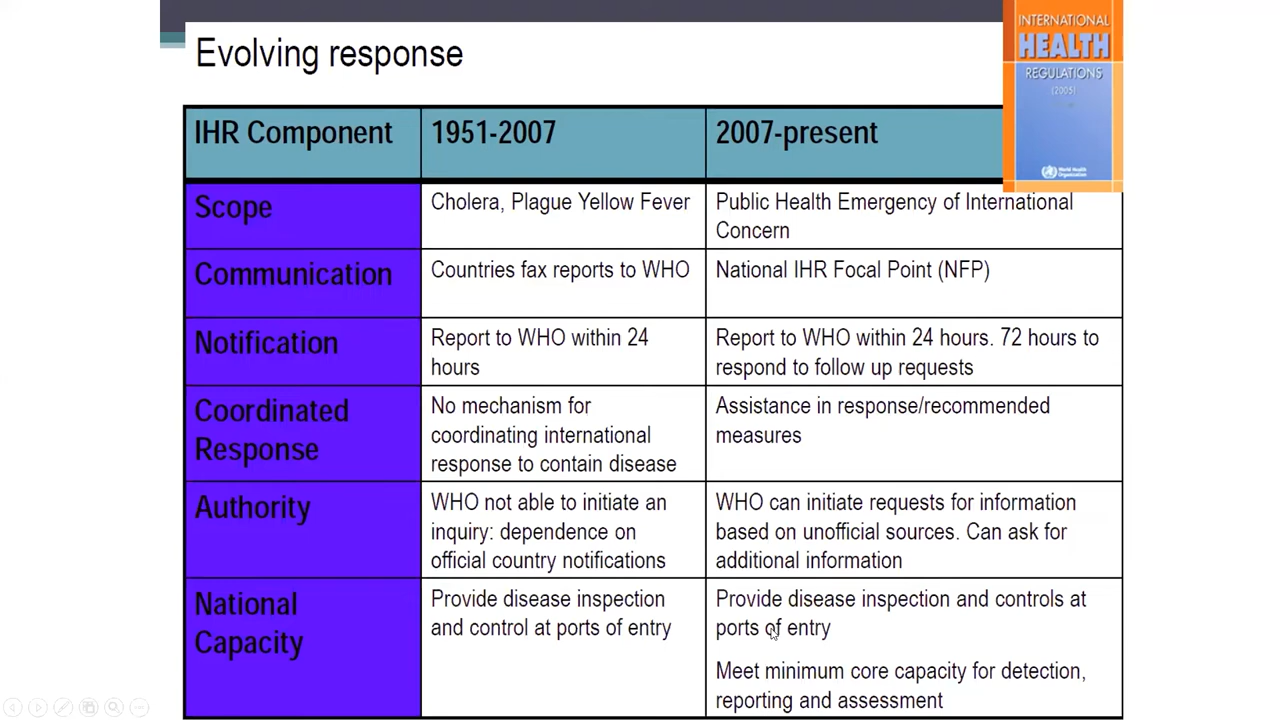 Evolving response
INTERNATIONAL
HEALTH
REGULATIONS
(2005)
World Health
Organization
IHR Component
1951-2007
2007-present
Scope
Cholera, Plague Yellow Fever
Public Health Emergency of International
Concern
Communication
Countries fax reports to WHO
National IHR Focal Point (NFP)
Notification
Report to WHO within 24
hours
Report to WHO within 24 hours. 72 hours to
respond to follow up requests
Coordinated
Response
No mechanism for
coordinating international
response to contain disease
Assistance in response/recommended
measures
Authority
WHO not able to initiate an
inquiry: dependence on
official country notifications
WHO can initiate requests for information
based on unofficial sources. Can ask for
additional information
National
Capacity
Provide disease inspection
and control at ports of entry
Provide disease inspection and controls at
ports of entry
Meet minimum core capacity for detection,
reporting and assessment